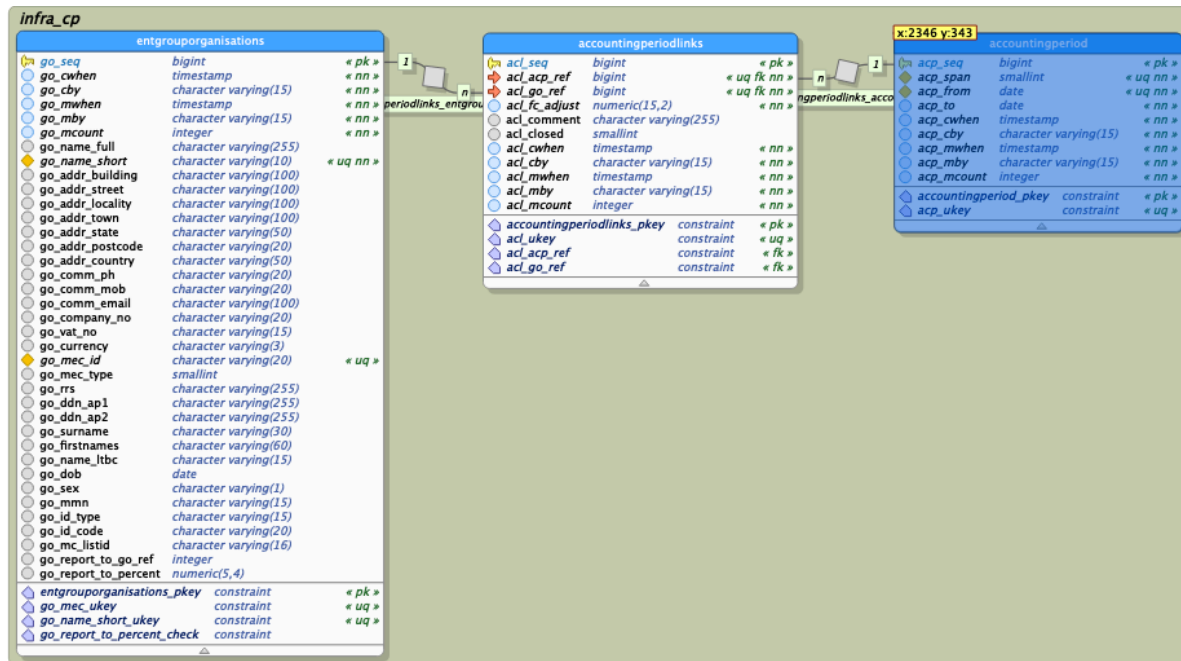 infra_cp
entgrouporganisations
go_seq bigint « pk »
go_cwhen timestamp « nn »
go_cby character varying(15) « nn »
go_mwhen timestamp « nn »
go_mby character varying(15) « nn »
go_mcount integer « nn »
go_name_full character varying(255)
go_name_short character varying(10) « uq nn »
go_addr_building character varying(100)
go_addr_street character varying(100)
go_addr_locality character varying(100)
go_addr_town character varying(100)
go_addr_state character varying(50)
go_addr_postcode character varying(20)
go_addr_country character varying(50)
go_comm_ph character varying(20)
go_comm_mob character varying(20)
go_comm_email character varying(100)
go_company_no character varying(20)
go_vat_no character varying(15)
go_currency character varying(3)
go_mec_id character varying(20) « uq »
go_mec_type smallint
go_rrs character varying(255)
go_ddn_ap1 character varying(255)
go_ddn_ap2 character varying(255)
go_surname character varying(30)
go_firstnames character varying(60)
go_name_ltbc character varying(15)
go_dob date
go_sex character varying(1)
go_mmn character varying(15)
go_id_type character varying(15)
go_id_code character varying(20)
go_mc_listid character varying(16)
go_report_to_go_ref integer
go_report_to_percent numeric(5,4)
entgrouporganisations_pkey constraint « pk »
go_mec_ukey constraint « uq »
go_name_short_ukey constraint « uq »
go_report_to_percent_check constraint
1
n
periodlinks_entgrou
accountingperiodlinks
acl_seq bigint « pk »
acl_acp_ref bigint « uq fk nn »
acl_go_ref bigint « uq fk nn »
acl_fc_adjust numeric(15,2) « nn »
acl_comment character varying(255)
acl_closed smallint
acl_cwhen timestamp « nn »
acl_cby character varying(15) « nn »
acl_mwhen timestamp « nn »
acl_mby character varying(15) « nn »
acl_mcount integer « nn »
accountingperiodlinks_pkey constraint « pk »
acl_ukey constraint « uq »
acl_acp_ref constraint « fk »
acl_go_ref constraint « fk »
1
n
ngperiodlinks_acco
x:2346 y:343
accountingperiod
acp_seq bigint « pk »
acp_span smallint « uq nn »
acp_from date « uq nn »
acp_to date « nn »
acp_cwhen timestamp « nn »
acp_cby character varying(15) « nn »
acp_mwhen timestamp « nn »
acp_mby character varying(15) « nn »
acp_mcount integer « nn »
accountingperiod_pkey constraint « pk »
acp_ukey constraint « uq »